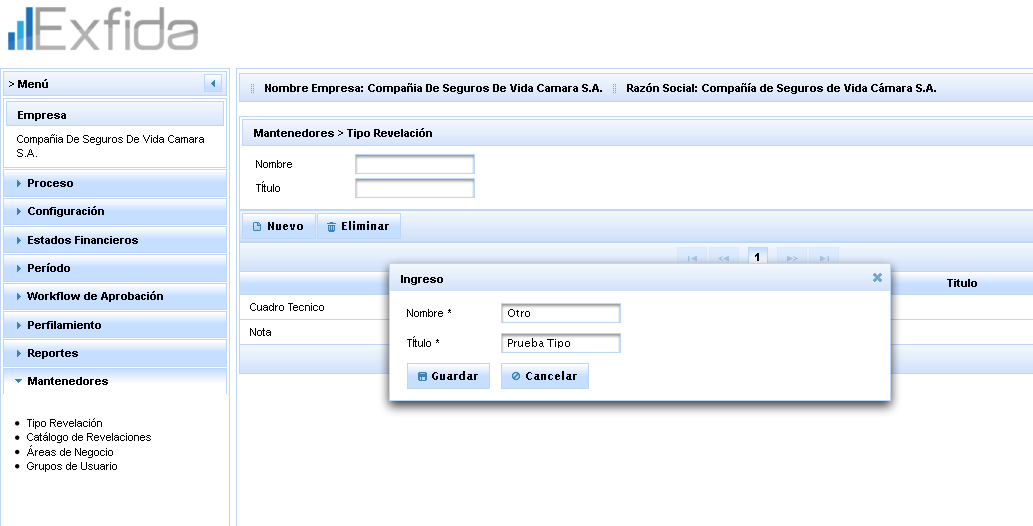 Exfida
> Menú
Empresa
Compañia De Seguros De Vida Camara
S.A.
Proceso
Configuración
Estados Financieros
Período
Workflow de Aprobación
Perfilamiento
Reportes
Mantenedores
Tipo Revelación
Catálogo de Revelaciones
Áreas de Negocio
Grupos de Usuario
Nombre Empresa: Compañia De Seguros De Vida Camara S.A. Razón Social: Compañía de Seguros de Vida Cámara S.A.
Mantenedores > Tipo Revelación
Nombre
Título
Nuevo Eliminar
1
Titulo
Cuadro Tecnico
Nota
Ingreso
Nombre * Otro
Título * Prueba Tipo
Guardar Cancelar